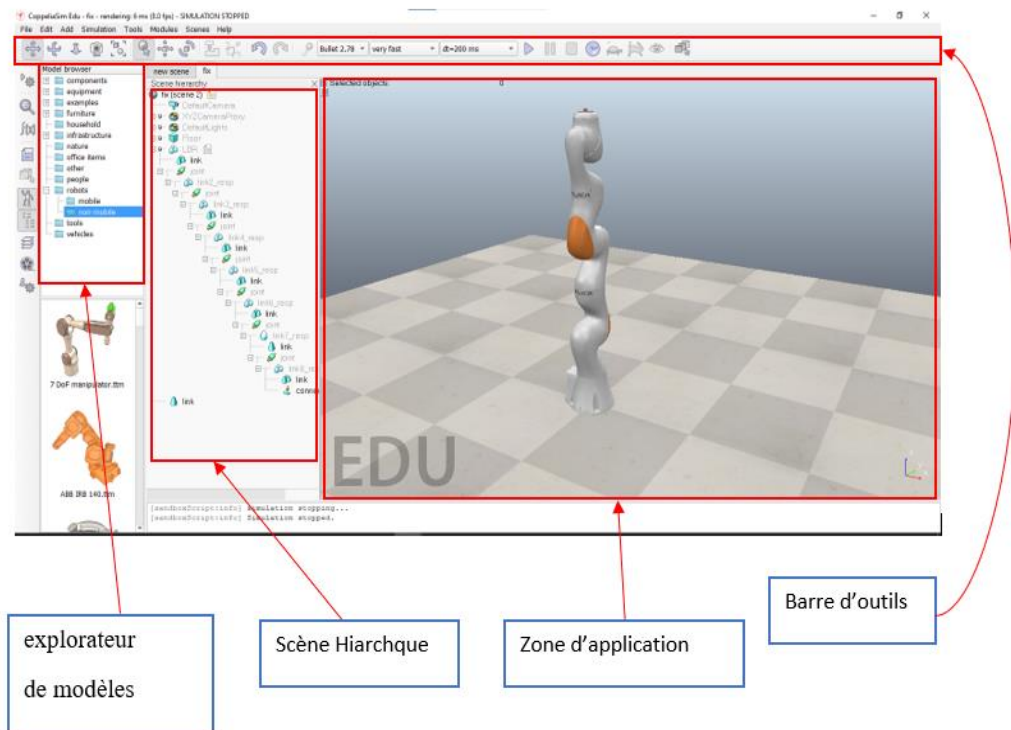 CoppeliaSim Edu - fix - rendering: 6 ms (8.0 fps) - SIMULATION STOPPED
File Edit Add Simulation Tools Modules Scenes Help
Bullet 2.78 very fast dt=200 ms
Model browser
components
equipment
examples
furniture
household
infrastructure
nature
office items
other
people
robots
mobile
non-mobile
tools
vehicles
7 DoF manipulator.ttm
ABB IRB 140.ttm
new scene fix
Scene hierarchy
fix (scene 2)
DefaultCamera
XYZCameraProxy
DefaultLights
Floor
LBR
link
joint
link2_resp
joint
link3_resp
link
joint
link4_resp
link
joint
link5_resp
link
joint
link6_resp
link
joint
link7_resp
link
joint
link
link
Selected objects: 0
EDU
[sandboxScript:info] Simulation stopping...
[sandboxScript:info] Simulation stopped.
explorateur
de modèles
Scène Hiarchque
Zone d'application
Barre d'outils